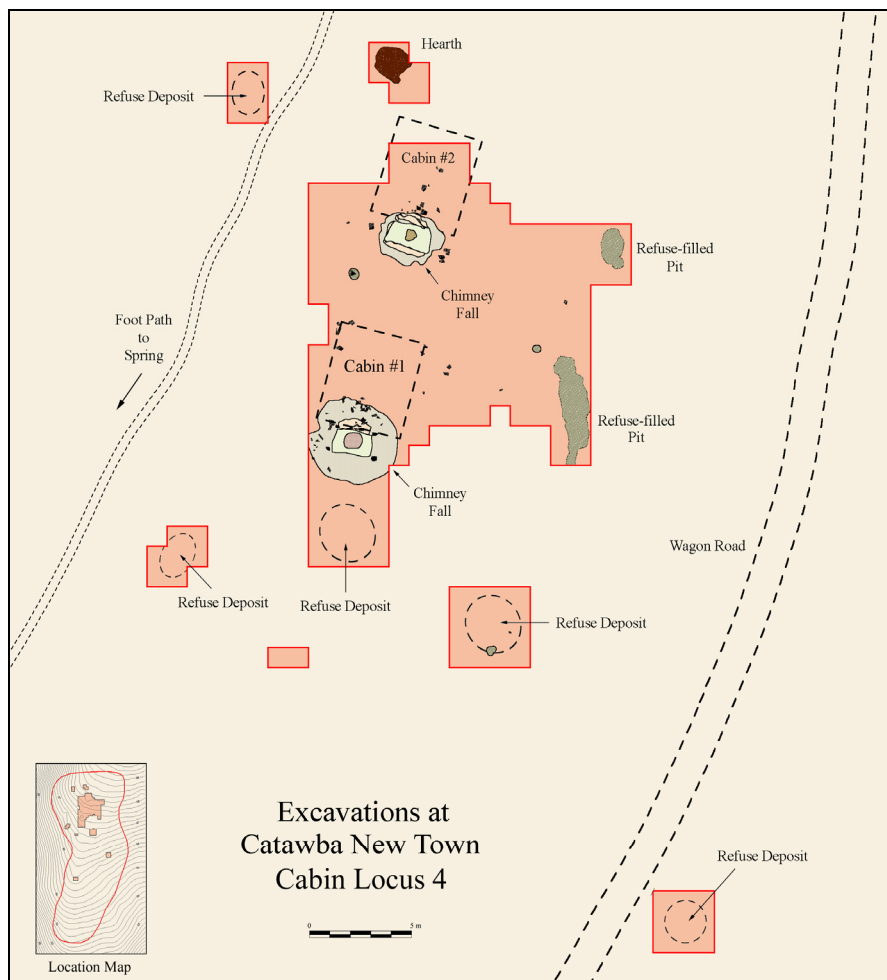 Hearth
Refuse Deposit
Cabin #2
Refuse-filled
Pit
Chimney
Fall
Foot Path
to
Spring
Cabin #1
Refuse-filled
Pit
Chimney
Fall
Wagon Road
Refuse Deposit
Refuse Deposit
Refuse Deposit
Excavations at
Catawba New Town
Cabin Locus 4
0
5 m
Refuse Deposit
Location Map